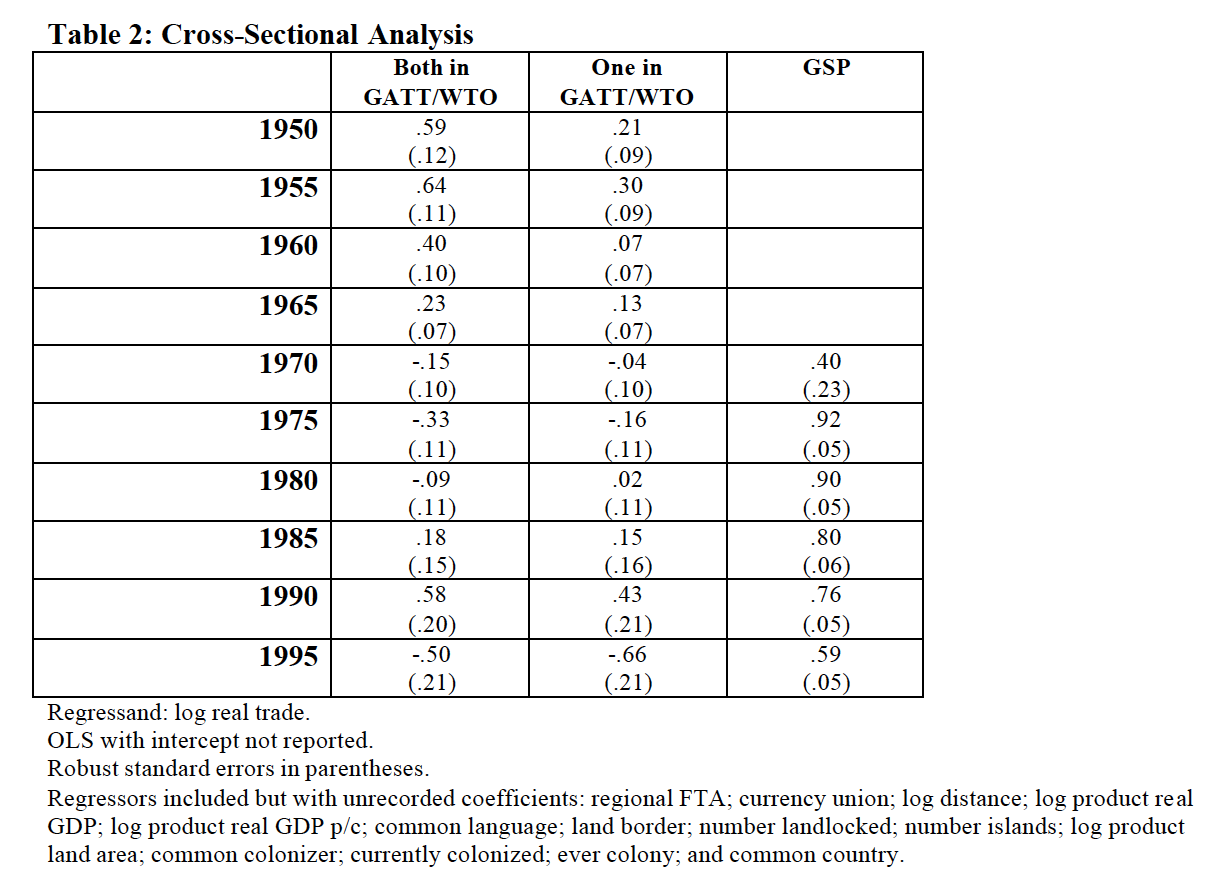 Table 2: Cross-Sectional Analysis
Both in GATT/WTO One in GATT/WTO GSP
1950 .59 .21
(.12) (.09)
1955 .64 .30
(.11) (.09)
1960 .40 .07
(.10) (.07)
1965 .23 .13
(.07) (.07)
1970 -.15 -.04 .40
(.10) (.10) (.23)
1975 -.33 -.16 .92
(.11) (.11) (.05)
1980 -.09 .02 .90
(.11) (.11) (.05)
1985 .18 .15 .80
(.15) (.16) (.06)
1990 .58 .43 .76
(.20) (.21) (.05)
1995 -.50 -.66 .59
(.21) (.21) (.05)
Regressand: log real trade.
OLS with intercept not reported.
Robust standard errors in parentheses.
Regressors included but with unrecorded coefficients: regional FTA; currency union; log distance; log product real
GDP; log product real GDP p/c; common language; land border; number landlocked; number islands; log product
land area; common colonizer; currently colonized; ever colony; and common country.